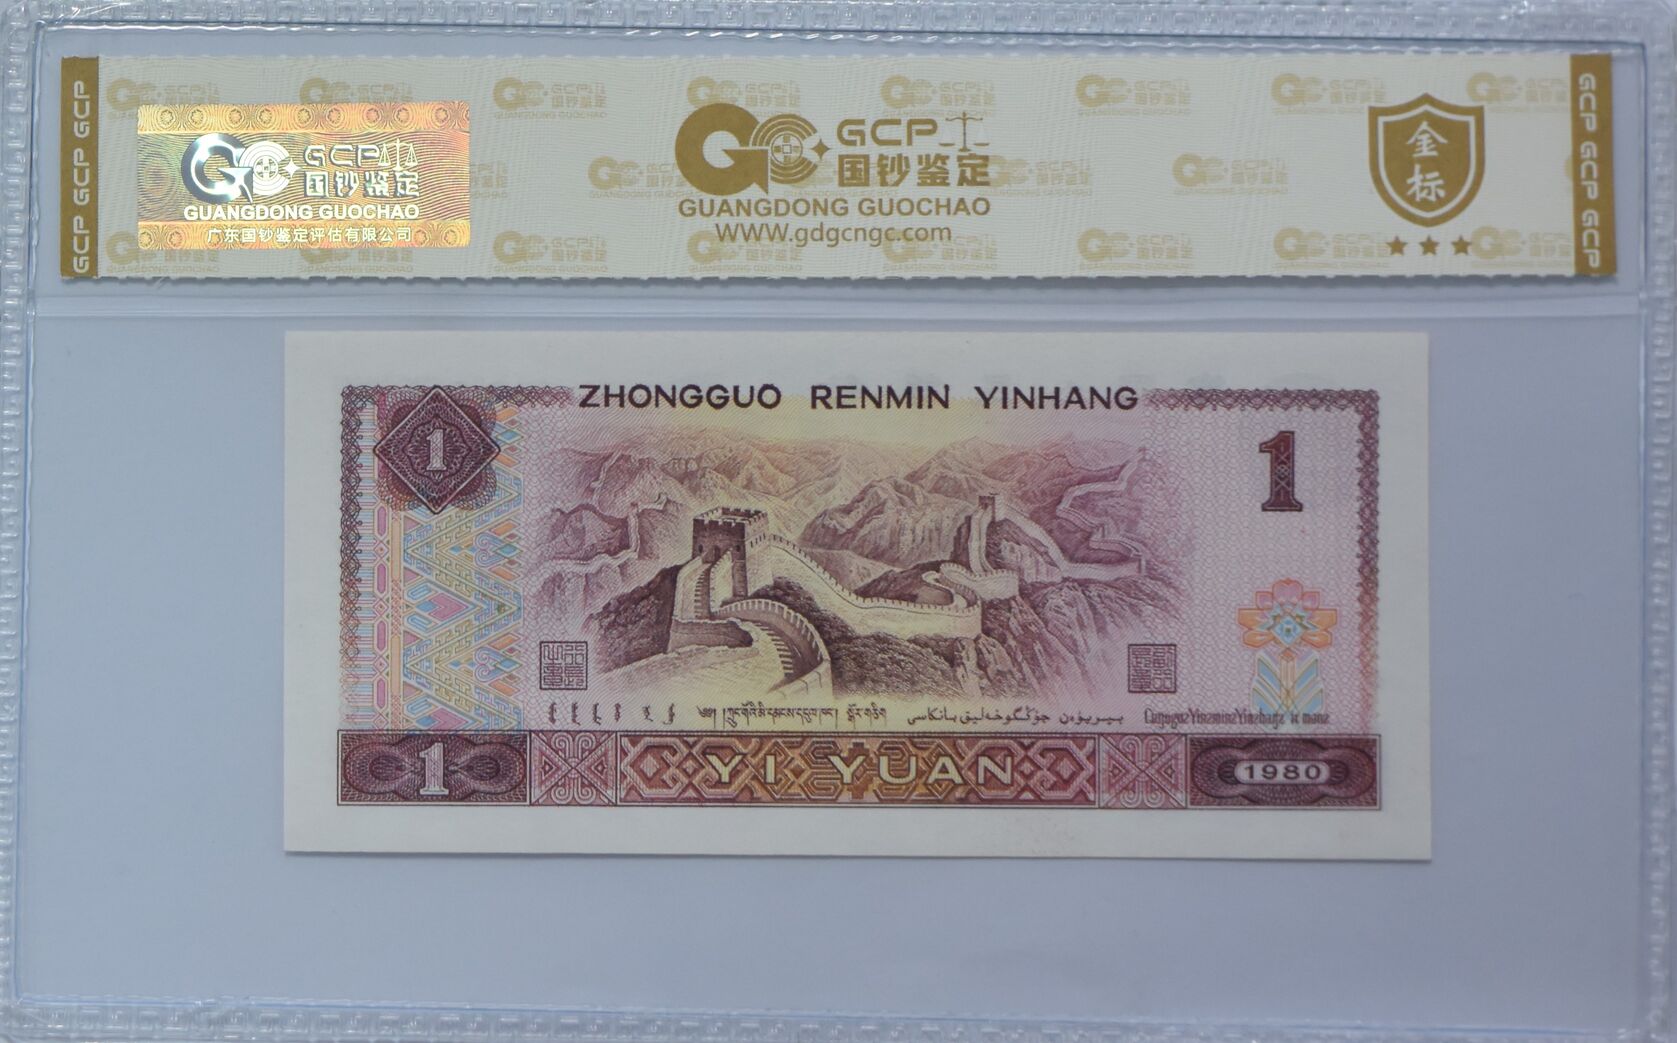 GCP GCP GCP
GCP 国钞鉴定
GUANGDONG GUOCHAO
广东国钞鉴定评估有限公司
GCP
国钞鉴定
GUANGDONG GUOCHAO
WWW.gdgcngc.com
金标
GCP GCP GCP
ZHONGGUO RENMIN YINHANG
1
1
1
YI YUAN
1980